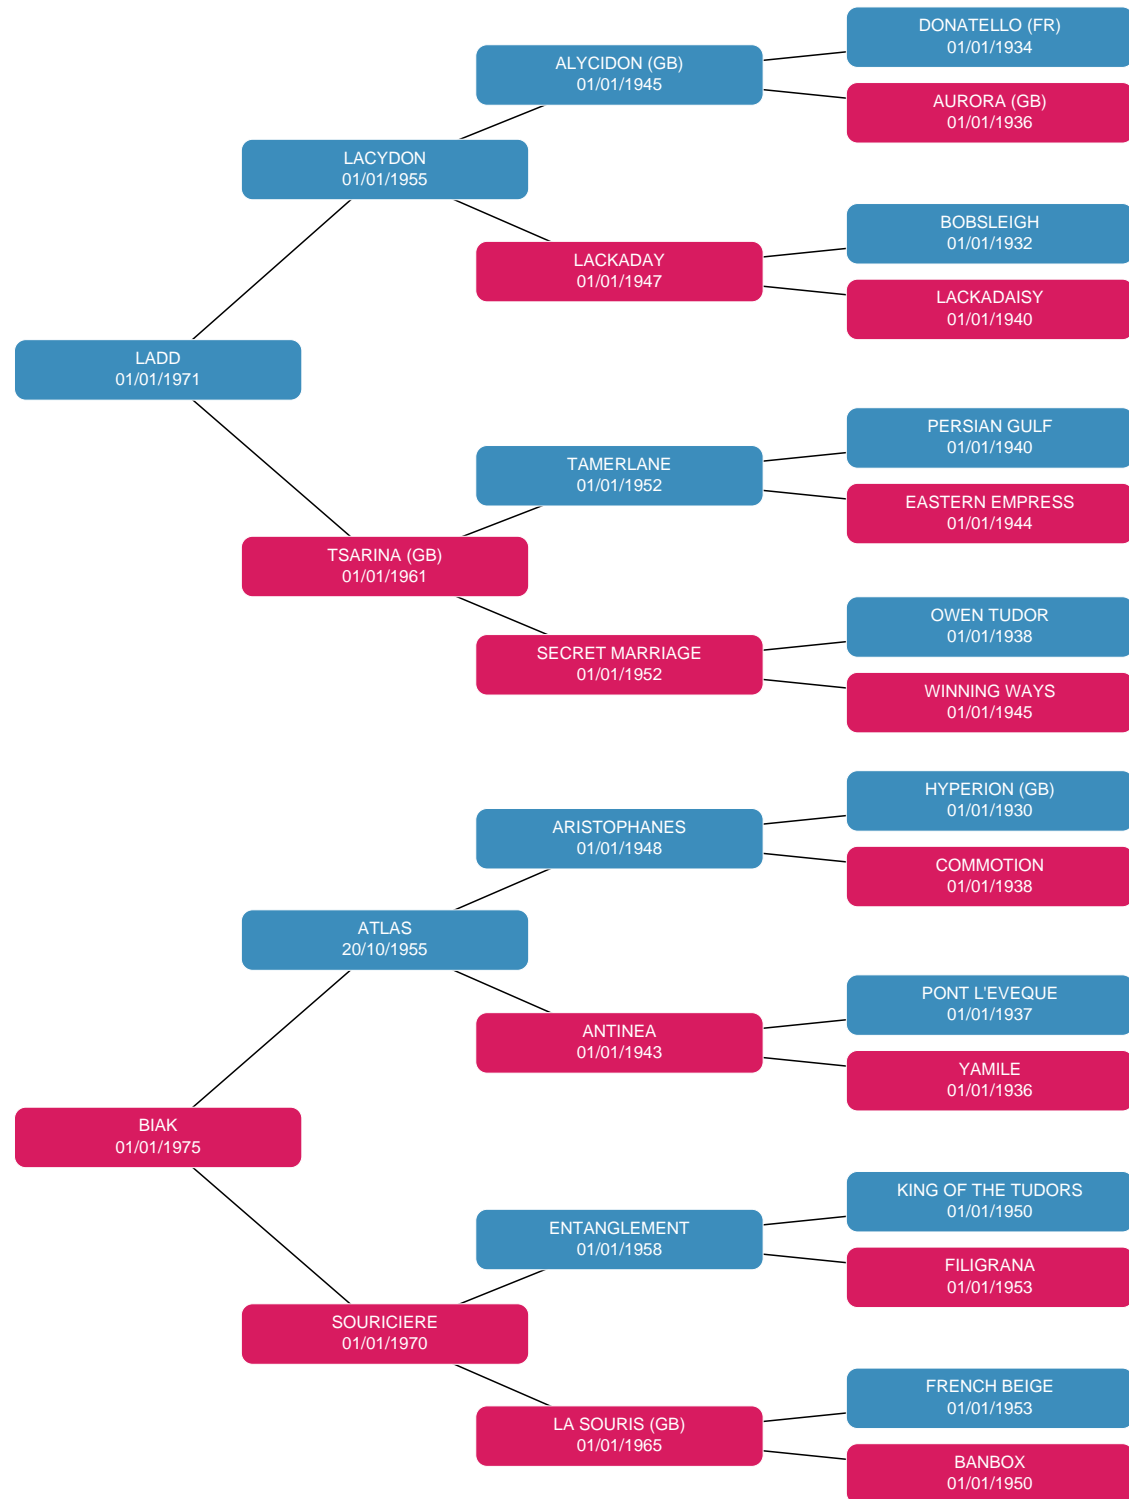 DONATELLO (FR)
01/01/1934
ALYCIDON (GB)
01/01/1945
AURORA (GB)
01/01/1936
LACYDON
01/01/1955
BOBSLEIGH
01/01/1932
LACKADAY
01/01/1947
LACKADAISY
01/01/1940
LADD
01/01/1971
PERSIAN GULF
01/01/1940
TAMERLANE
01/01/1952
EASTERN EMPRESS
01/01/1944
TSARINA (GB)
01/01/1961
OWEN TUDOR
01/01/1938
SECRET MARRIAGE
01/01/1952
WINNING WAYS
01/01/1945
HYPERION (GB)
01/01/1930
ARISTOPHANES
01/01/1948
COMMOTION
01/01/1938
ATLAS
20/10/1955
PONT L'EVEQUE
01/01/1937
ANTINEA
01/01/1943
YAMILE
01/01/1936
BIAK
01/01/1975
KING OF THE TUDORS
01/01/1950
ENTANGLEMENT
01/01/1958
FILIGRANA
01/01/1953
SOURICIERE
01/01/1970
FRENCH BEIGE
01/01/1953
LA SOURIS (GB)
01/01/1965
BANBOX
01/01/1950